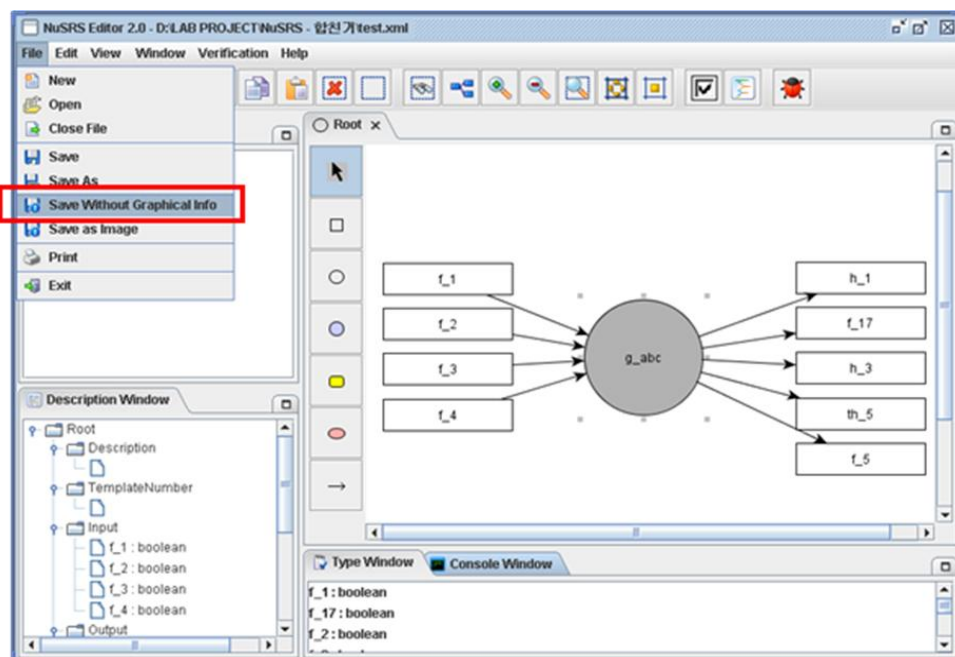 NuSRS Editor 2.0 - D:\LAB PROJECT\NuSRS - 합친거\test.xml
File Edit View Window Verification Help
New
Open
Close File
Save
Save As
Save Without Graphical Info
Save as Image
Print
Exit
Root
f_1
f_2
f_3
f_4
g_abc
h_1
f_17
h_3
th_5
f_5
Description Window
Root
Description
TemplateNumber
Input
f_1 : boolean
f_2 : boolean
f_3 : boolean
f_4 : boolean
Output
Type Window Console Window
f_1 : boolean
f_17 : boolean
f_2 : boolean